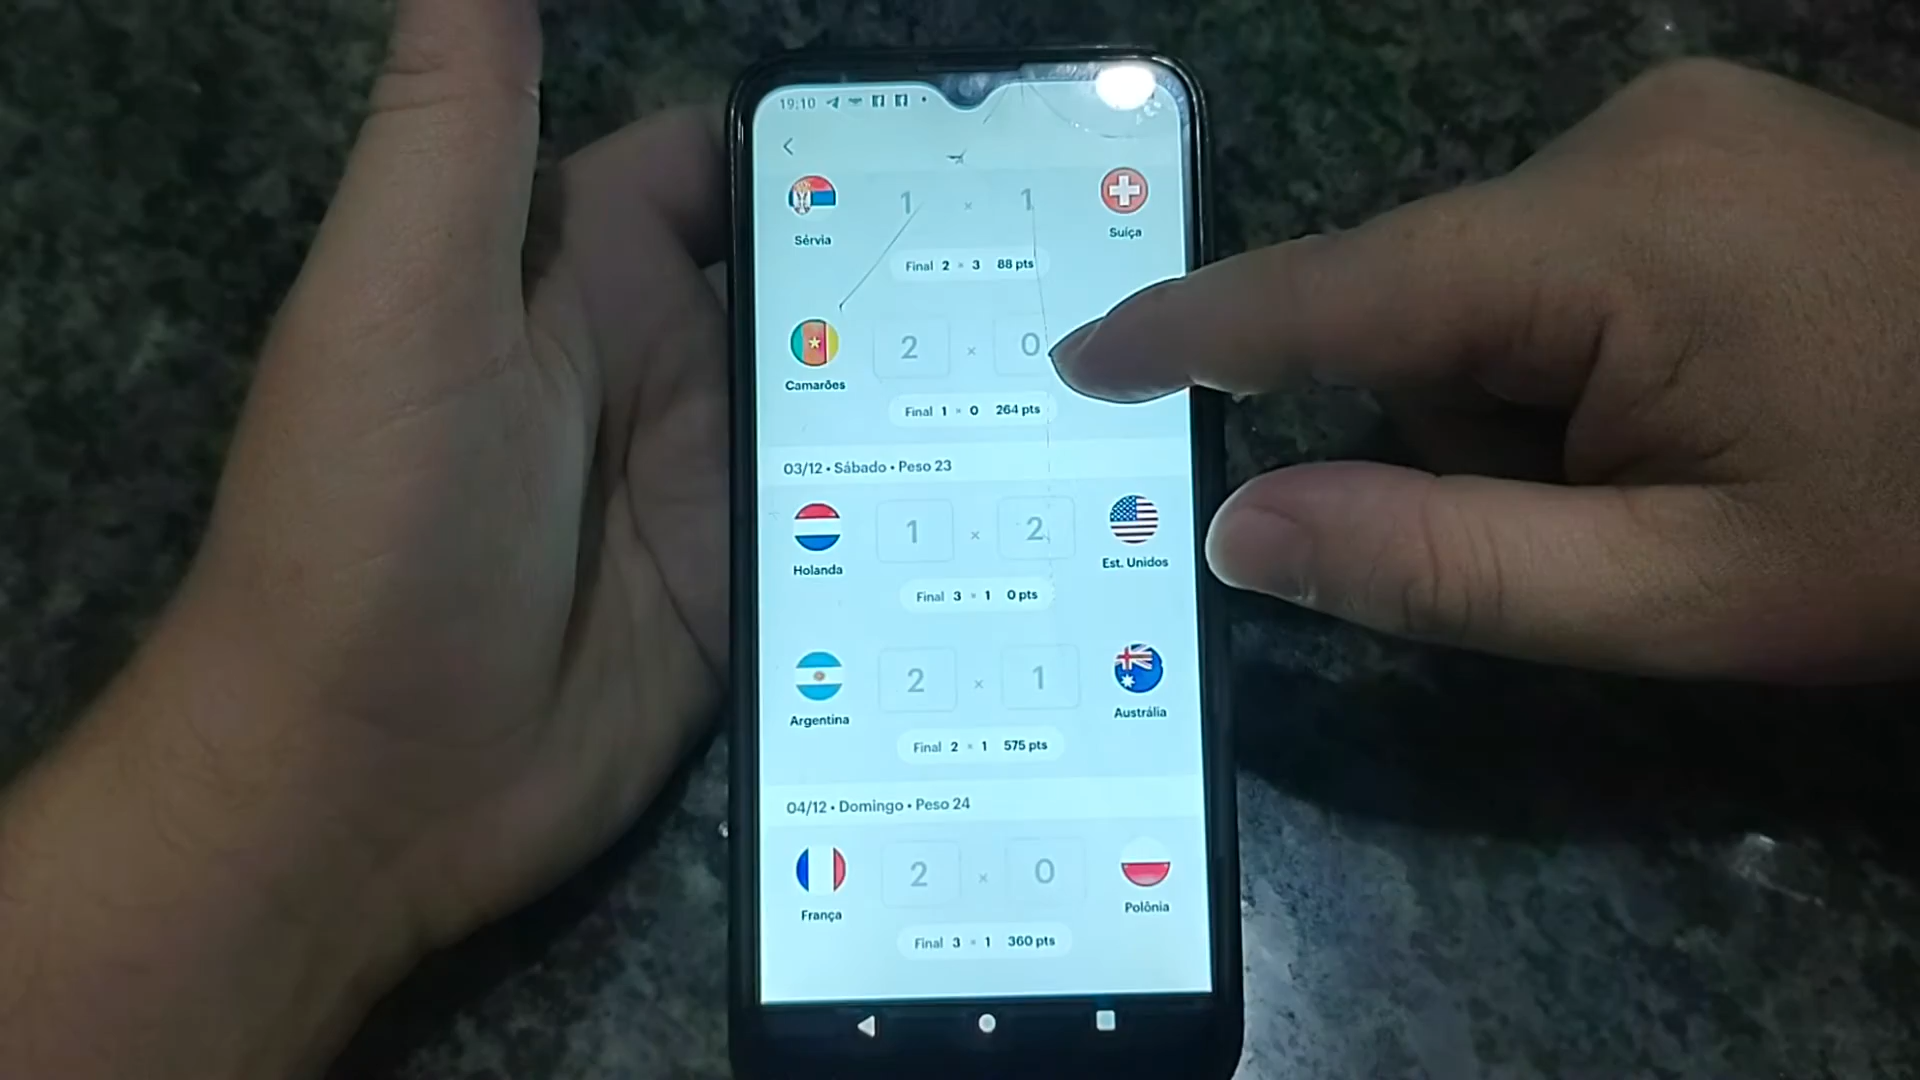 19:10
1 × 1
Sérvia Suíça
Final 2 × 3 88 pts
2 × 0
Camarões
Final 1 × 0 264 pts
03/12 • Sábado • Peso 23
1 × 2
Holanda Est. Unidos
Final 3 × 1 0 pts
2 × 1
Argentina Austrália
Final 2 × 1 575 pts
04/12 • Domingo • Peso 24
2 × 0
França Polônia
Final 3 × 1 360 pts